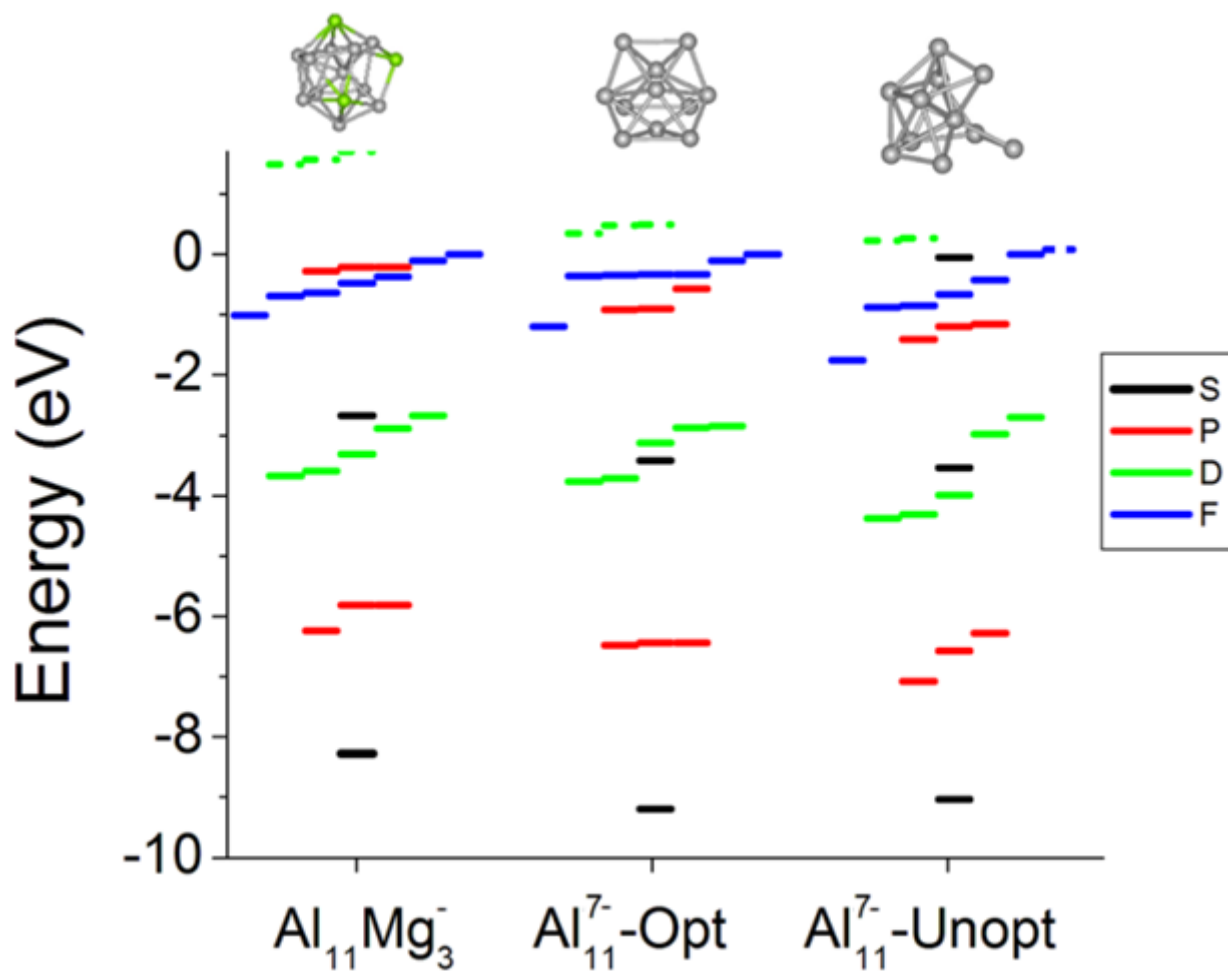 Energy (eV)
0
-2
-4
-6
-8
-10
S
P
D
F
Al₁₁Mg₃⁻
Al₁₁⁷⁻-Opt
Al₁₁⁷⁻-Unopt